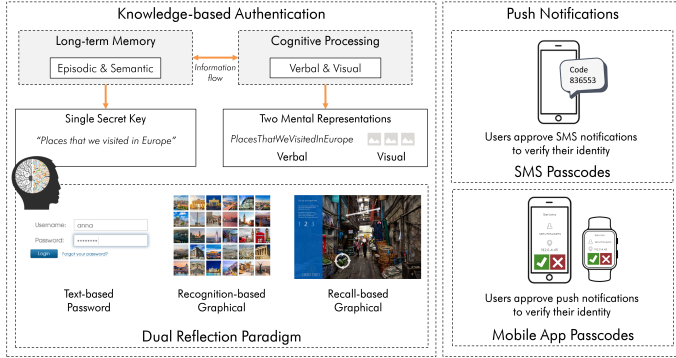 Knowledge-based Authentication
Long-term Memory
Episodic & Semantic
Information
flow
Cognitive Processing
Verbal & Visual
Single Secret Key
“Places that we visited in Europe”
Two Mental Representations
PlacesThatWeVisitedInEurope
Verbal
Visual
Username:
anna
Password:
••••••••
Login
Forgot your password?
1 2 3
Text-based
Password
Recognition-based
Graphical
Recall-based
Graphical
Dual Reflection Paradigm
Push Notifications
Code
836553
Users approve SMS notifications
to verify their identity
SMS Passcodes
Users approve push notifications
to verify their identity
Mobile App Passcodes